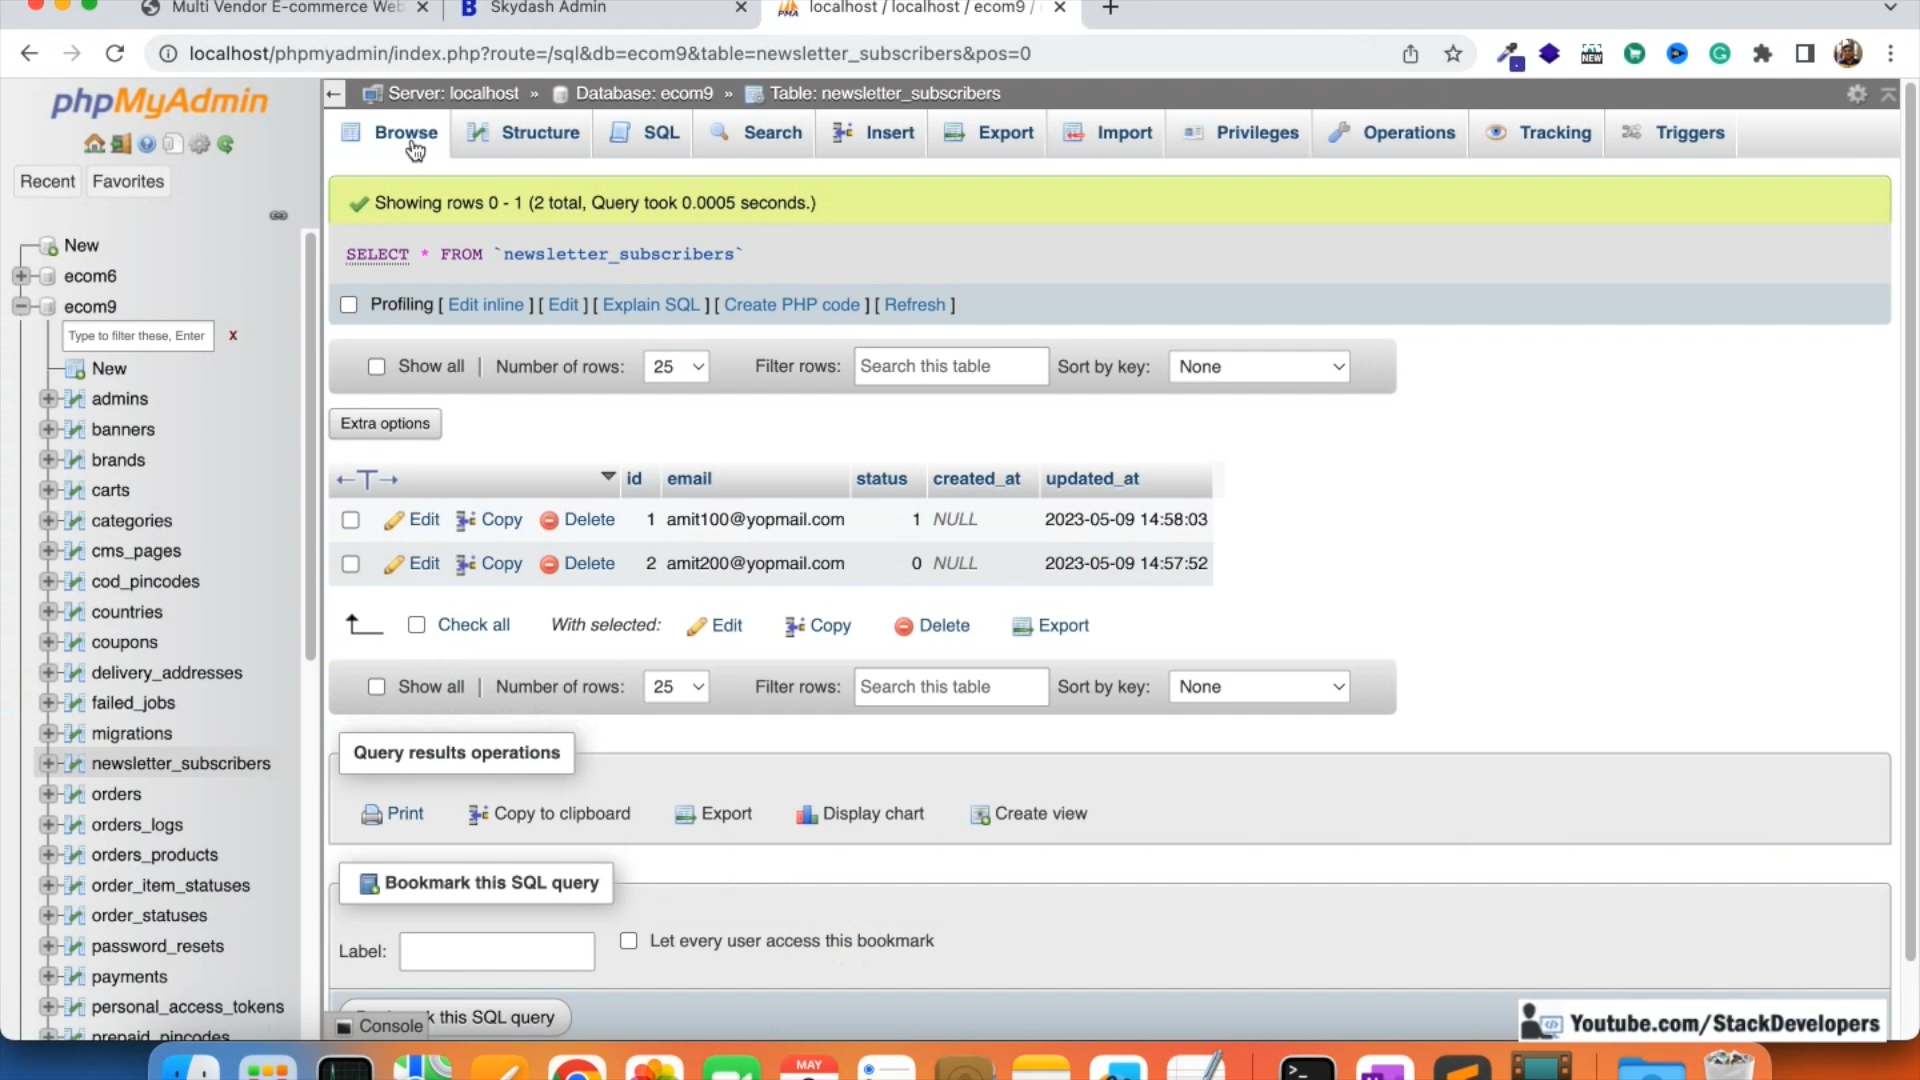 Multi Vendor E-commerce Web
Skydash Admin
localhost / localhost / ecom9 /
localhost/phpmyadmin/index.php?route=/sql&db=ecom9&table=newsletter_subscribers&pos=0
NEW
phpMyAdmin
Recent Favorites
New
ecom6
ecom9
Type to filter these, Enter X
New
admins
banners
brands
carts
categories
cms_pages
cod_pincodes
countries
coupons
delivery_addresses
failed_jobs
migrations
newsletter_subscribers
orders
orders_logs
orders_products
order_item_statuses
order_statuses
password_resets
payments
personal_access_tokens
prepaid_pincodes
Server: localhost » Database: ecom9 » Table: newsletter_subscribers
Browse Structure SQL Search Insert Export Import Privileges Operations Tracking Triggers
Showing rows 0 - 1 (2 total, Query took 0.0005 seconds.)
SELECT * FROM `newsletter_subscribers`
Profiling [ Edit inline ] [ Edit ] [ Explain SQL ] [ Create PHP code ] [ Refresh ]
Show all | Number of rows: 25 Filter rows: Search this table Sort by key: None
Extra options
id email status created_at updated_at
Edit Copy Delete 1 amit100@yopmail.com 1 NULL 2023-05-09 14:58:03
Edit Copy Delete 2 amit200@yopmail.com 0 NULL 2023-05-09 14:57:52
Check all With selected: Edit Copy Delete Export
Show all | Number of rows: 25 Filter rows: Search this table Sort by key: None
Query results operations
Print Copy to clipboard Export Display chart Create view
Bookmark this SQL query
Label: Let every user access this bookmark
k this SQL query
Console
Youtube.com/StackDevelopers
MAY